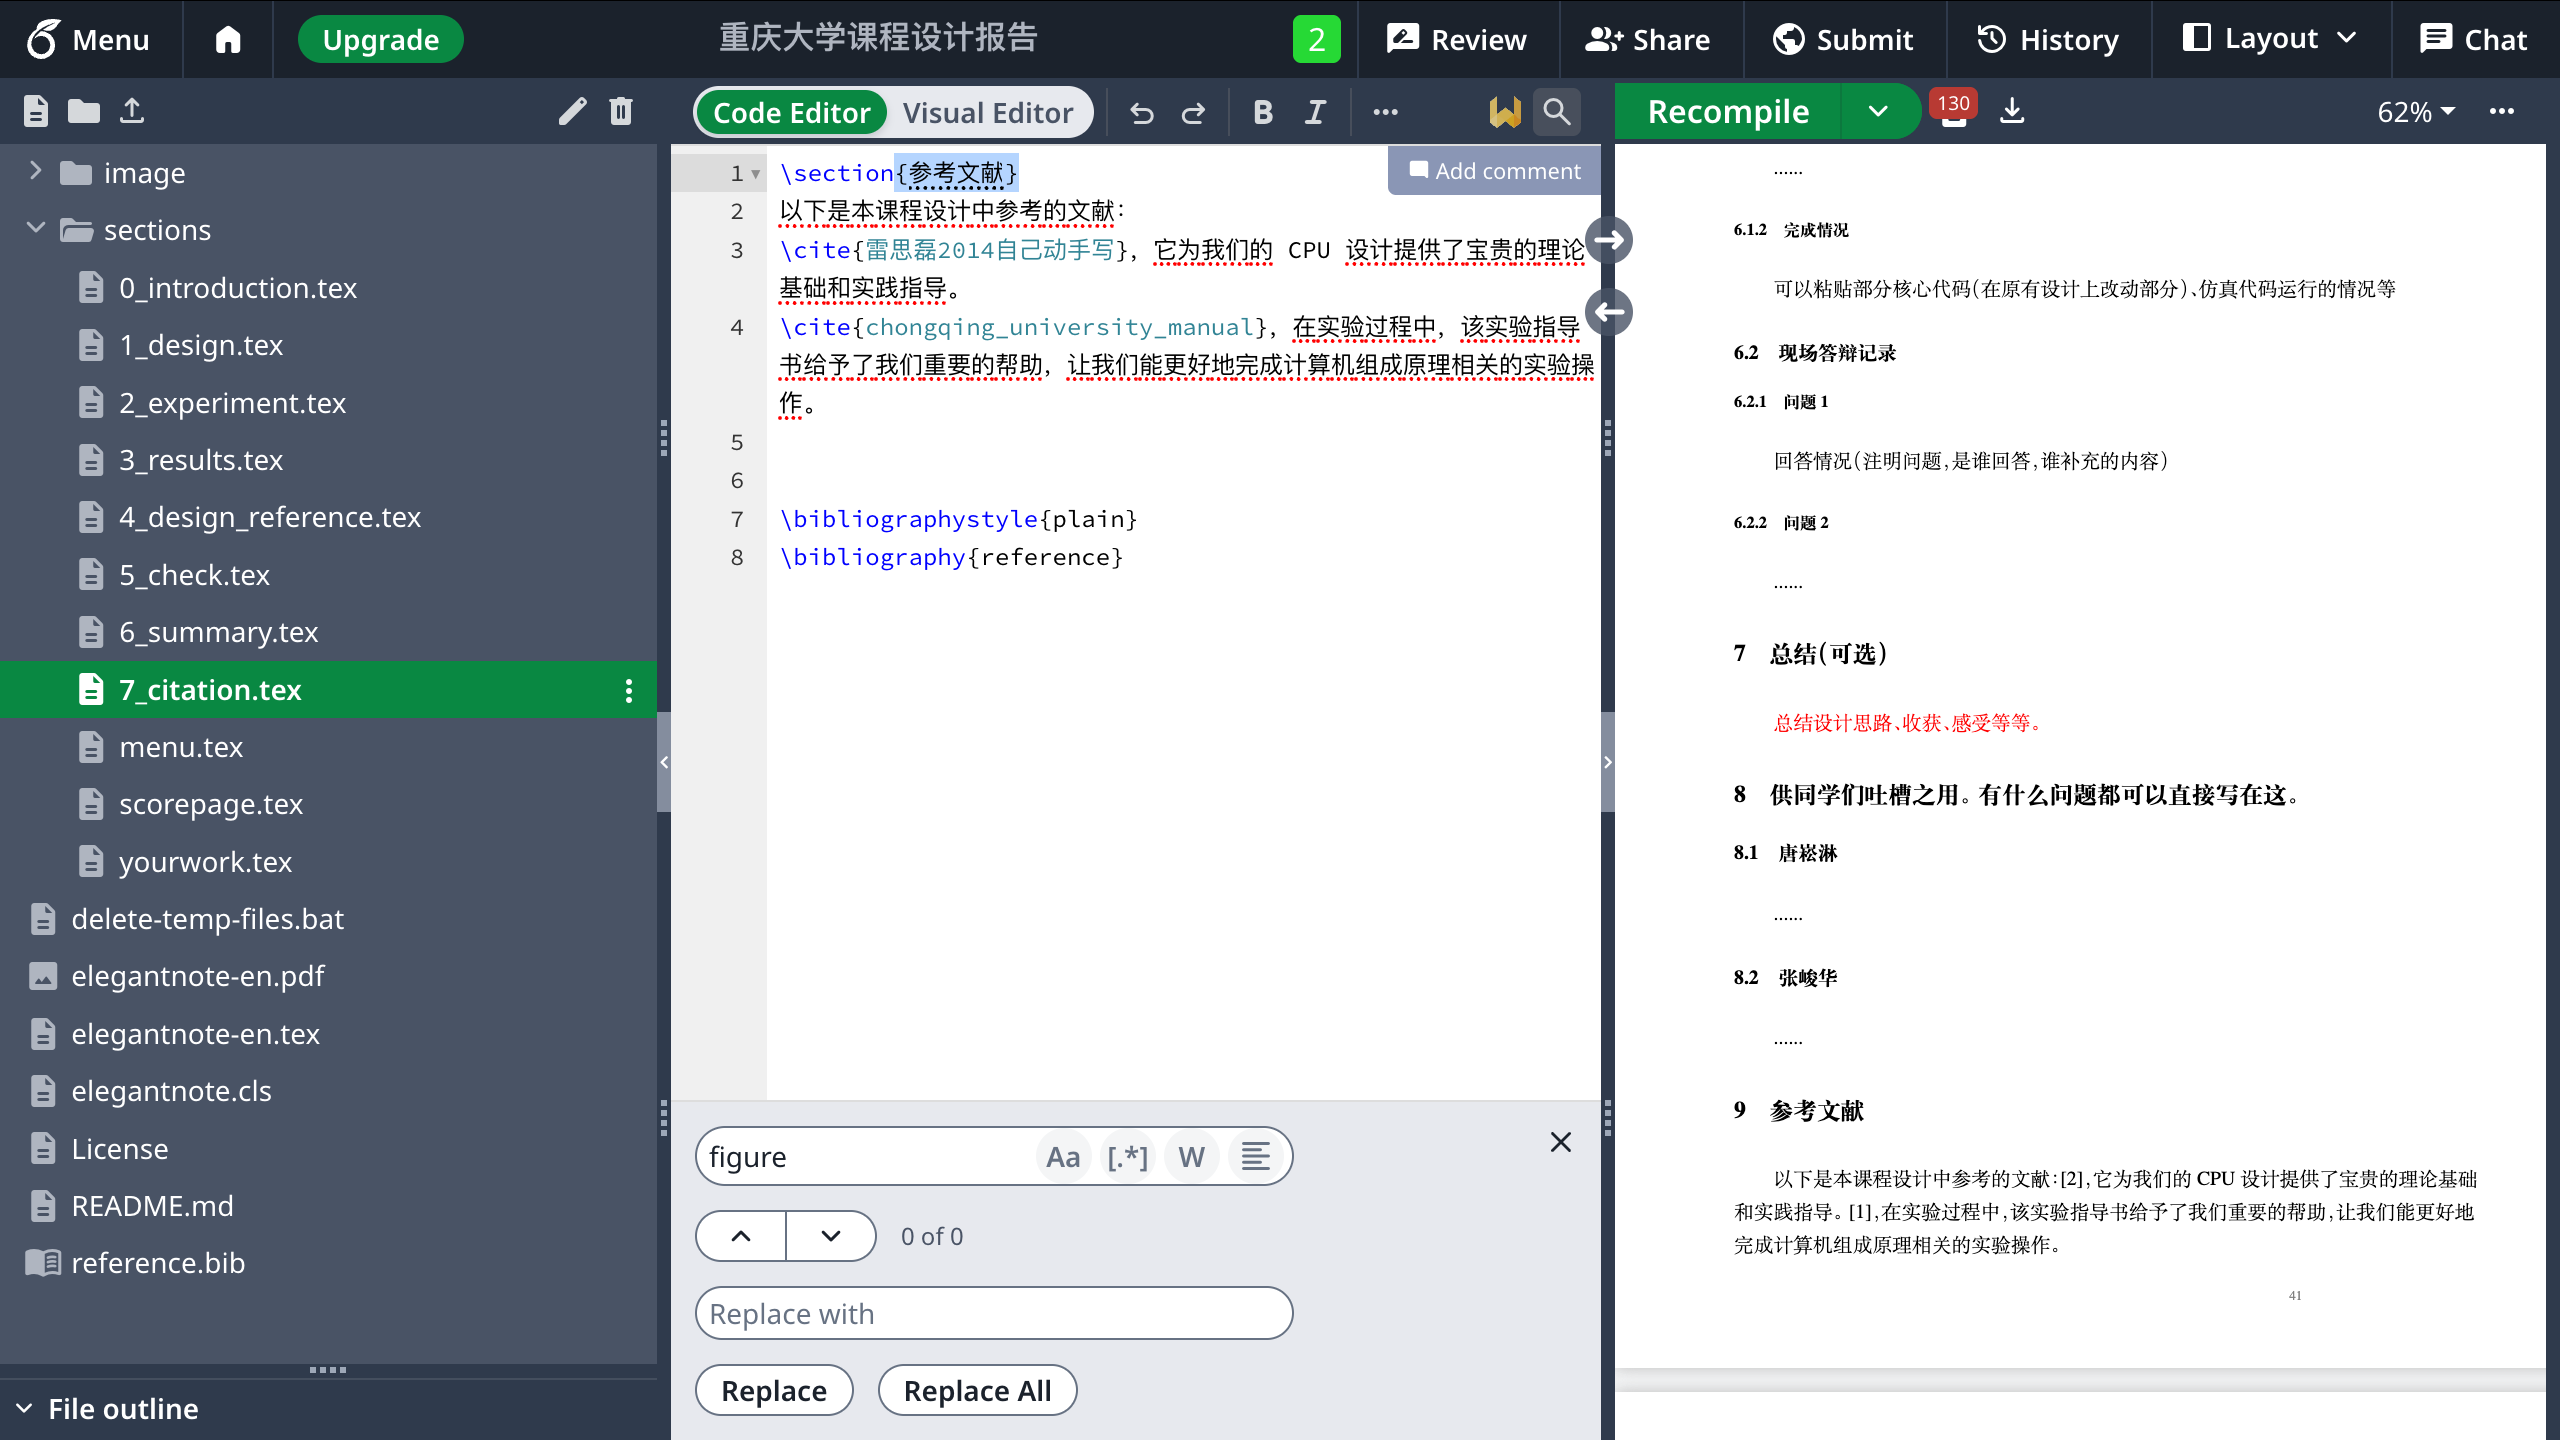 Menu
Upgrade
重庆大学课程设计报告
2
Review
Share
Submit
History
Layout
Chat
Code Editor
Visual Editor
B I
Recompile
130
62%
image
sections
0_introduction.tex
1_design.tex
2_experiment.tex
3_results.tex
4_design_reference.tex
5_check.tex
6_summary.tex
7_citation.tex
menu.tex
scorepage.tex
yourwork.tex
delete-temp-files.bat
elegantnote-en.pdf
elegantnote-en.tex
elegantnote.cls
License
README.md
reference.bib
File outline
Add comment
1 \section{参考文献}
2 以下是本课程设计中参考的文献：
3 \cite{雷思磊2014自己动手写}，它为我们的 CPU 设计提供了宝贵的理论
基础和实践指导。
4 \cite{chongqing_university_manual}，在实验过程中，该实验指导
书给予了我们重要的帮助，让我们能更好地完成计算机组成原理相关的实验操
作。
5
6
7 \bibliographystyle{plain}
8 \bibliography{reference}
figure
Aa
[.*]
W
0 of 0
Replace with
Replace
Replace All
......
6.1.2 完成情况
可以粘贴部分核心代码（在原有设计上改动部分）、仿真代码运行的情况等
6.2 现场答辩记录
6.2.1 问题 1
回答情况（注明问题，是谁回答，谁补充的内容）
6.2.2 问题 2
......
7 总结（可选）
总结设计思路、收获、感受等等。
8 供同学们吐槽之用。有什么问题都可以直接写在这。
8.1 唐崧淋
......
8.2 张峻华
......
9 参考文献
以下是本课程设计中参考的文献：[2]，它为我们的 CPU 设计提供了宝贵的理论基础
和实践指导。[1]，在实验过程中，该实验指导书给予了我们重要的帮助，让我们能更好地
完成计算机组成原理相关的实验操作。
41